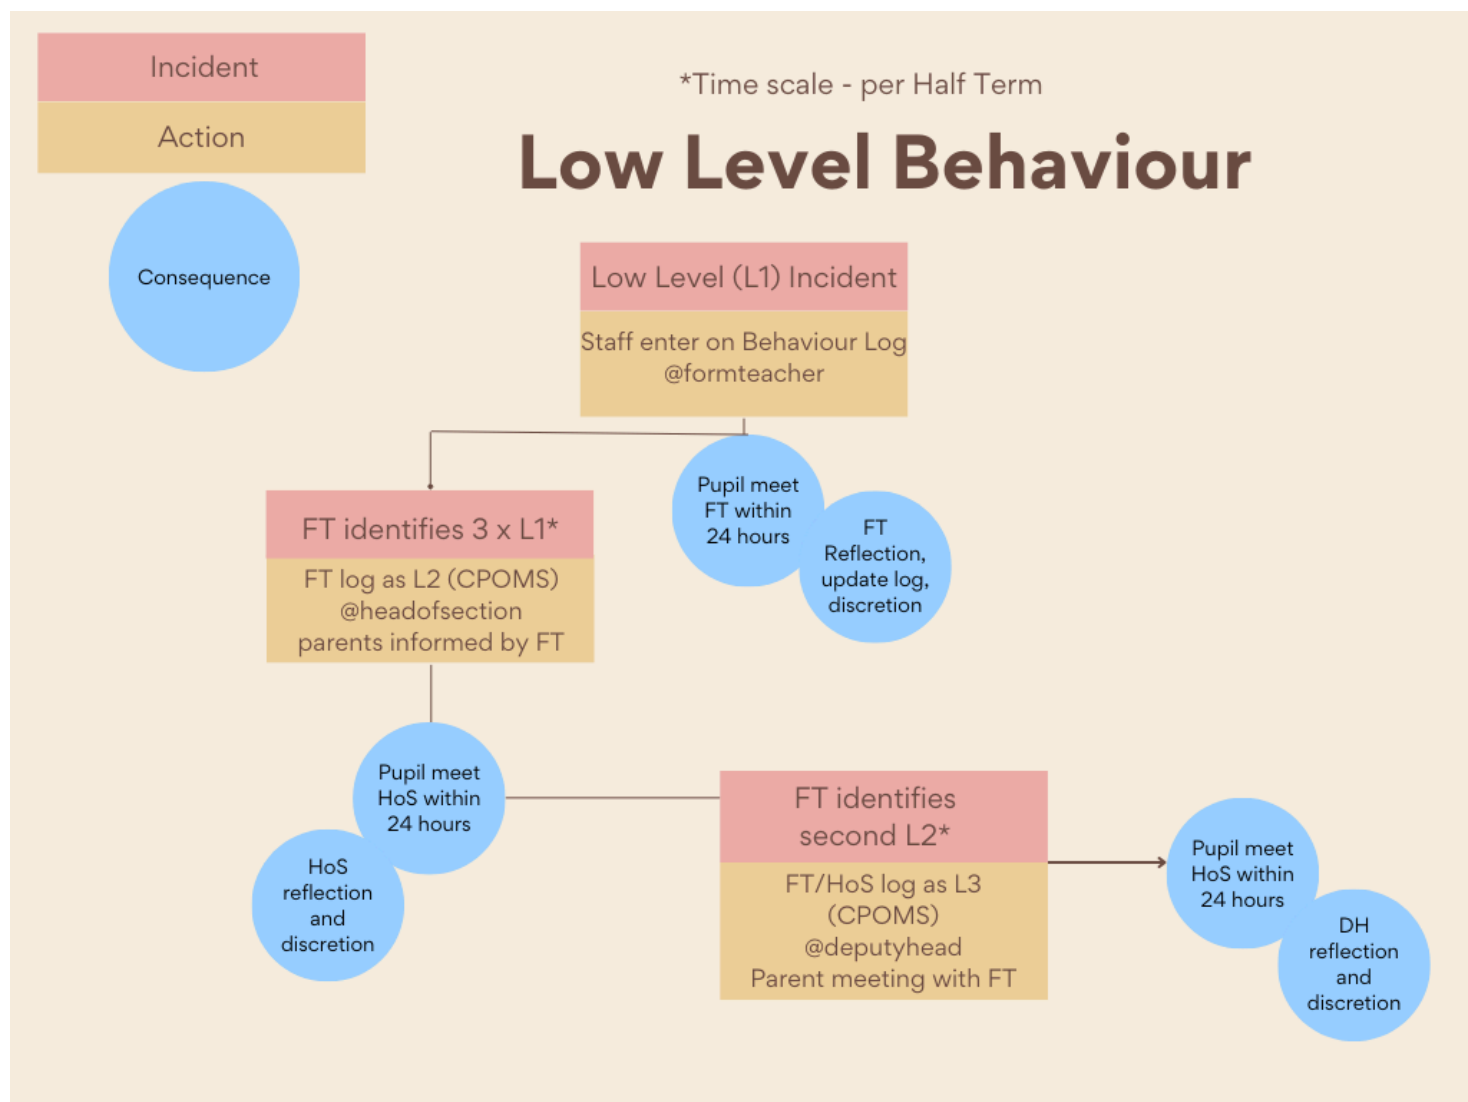 Incident
Action
Consequence
*Time scale - per Half Term
Low Level Behaviour
Low Level (L1) Incident
Staff enter on Behaviour Log
@formteacher
Pupil meet
FT within
24 hours
FT
Reflection,
update log,
discretion
FT identifies 3 x L1*
FT log as L2 (CPOMS)
@headofsection
parents informed by FT
Pupil meet
HoS within
24 hours
HoS
reflection
and
discretion
FT identifies
second L2*
FT/HoS log as L3
(CPOMS)
@deputyhead
Parent meeting with FT
Pupil meet
HoS within
24 hours
DH
reflection
and
discretion